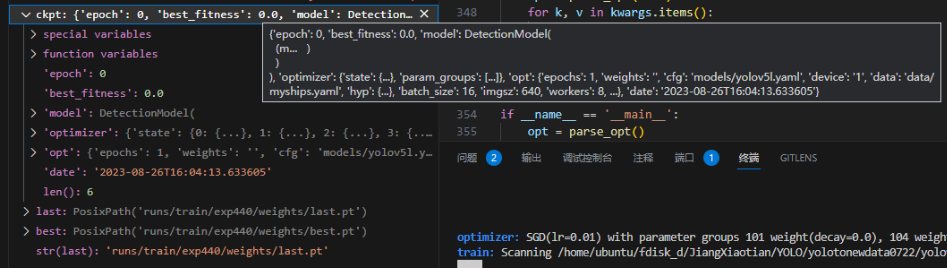 ckpt: {'epoch': 0, 'best_fitness': 0.0, 'model': Detection…
special variables
function variables
'epoch': 0
'best_fitness': 0.0
'model': DetectionModel(
'optimizer': {'state': {0: {...}, 1: {...}, 2: {...}, 3: {...
'opt': {'epochs': 1, 'weights': '', 'cfg': 'models/yolov5l.y…
'date': '2023-08-26T16:04:13.633605'
len(): 6
last: PosixPath('runs/train/exp440/weights/last.pt')
best: PosixPath('runs/train/exp440/weights/best.pt')
str(last): 'runs/train/exp440/weights/last.pt'
348 for k, v in kwargs.items():
{'epoch': 0, 'best_fitness': 0.0, 'model': DetectionModel(
(m... )
)
), 'optimizer': {'state': {...}, 'param_groups': [...]}, 'opt': {'epochs': 1, 'weights': '', 'cfg': 'models/yolov5l.yaml', 'device': '1', 'data': 'data/
myships.yaml', 'hyp': {...}, 'batch_size': 16, 'imgsz': 640, 'workers': 8, ...}, 'date': '2023-08-26T16:04:13.633605'}
354 if __name__ == '__main__':
355 opt = parse_opt()
问题 2 输出 调试控制台 注释 端口 1 终端 GITLENS
optimizer: SGD(lr=0.01) with parameter groups 101 weight(decay=0.0), 104 weigh
train: Scanning /home/ubuntu/fdisk_d/JiangXiaotian/YOLO/yolotonewdata0722/yolo